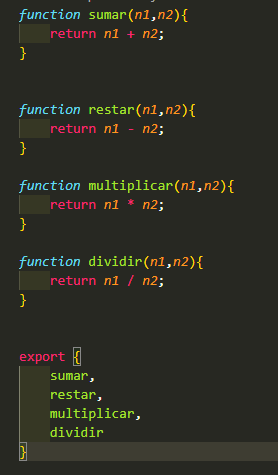 function sumar(n1,n2){
    return n1 + n2;
}
function restar(n1,n2){
    return n1 - n2;
}
function multiplicar(n1,n2){
    return n1 * n2;
}
function dividir(n1,n2){
    return n1 / n2;
}
export {
    sumar,
    restar,
    multiplicar,
    dividir
}